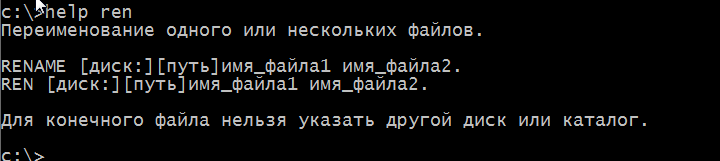 c:\>help ren
Переименование одного или нескольких файлов.
RENAME [диск:][путь]имя_файла1 имя_файла2.
REN [диск:][путь]имя_файла1 имя_файла2.
Для конечного файла нельзя указать другой диск или каталог.
c:\>